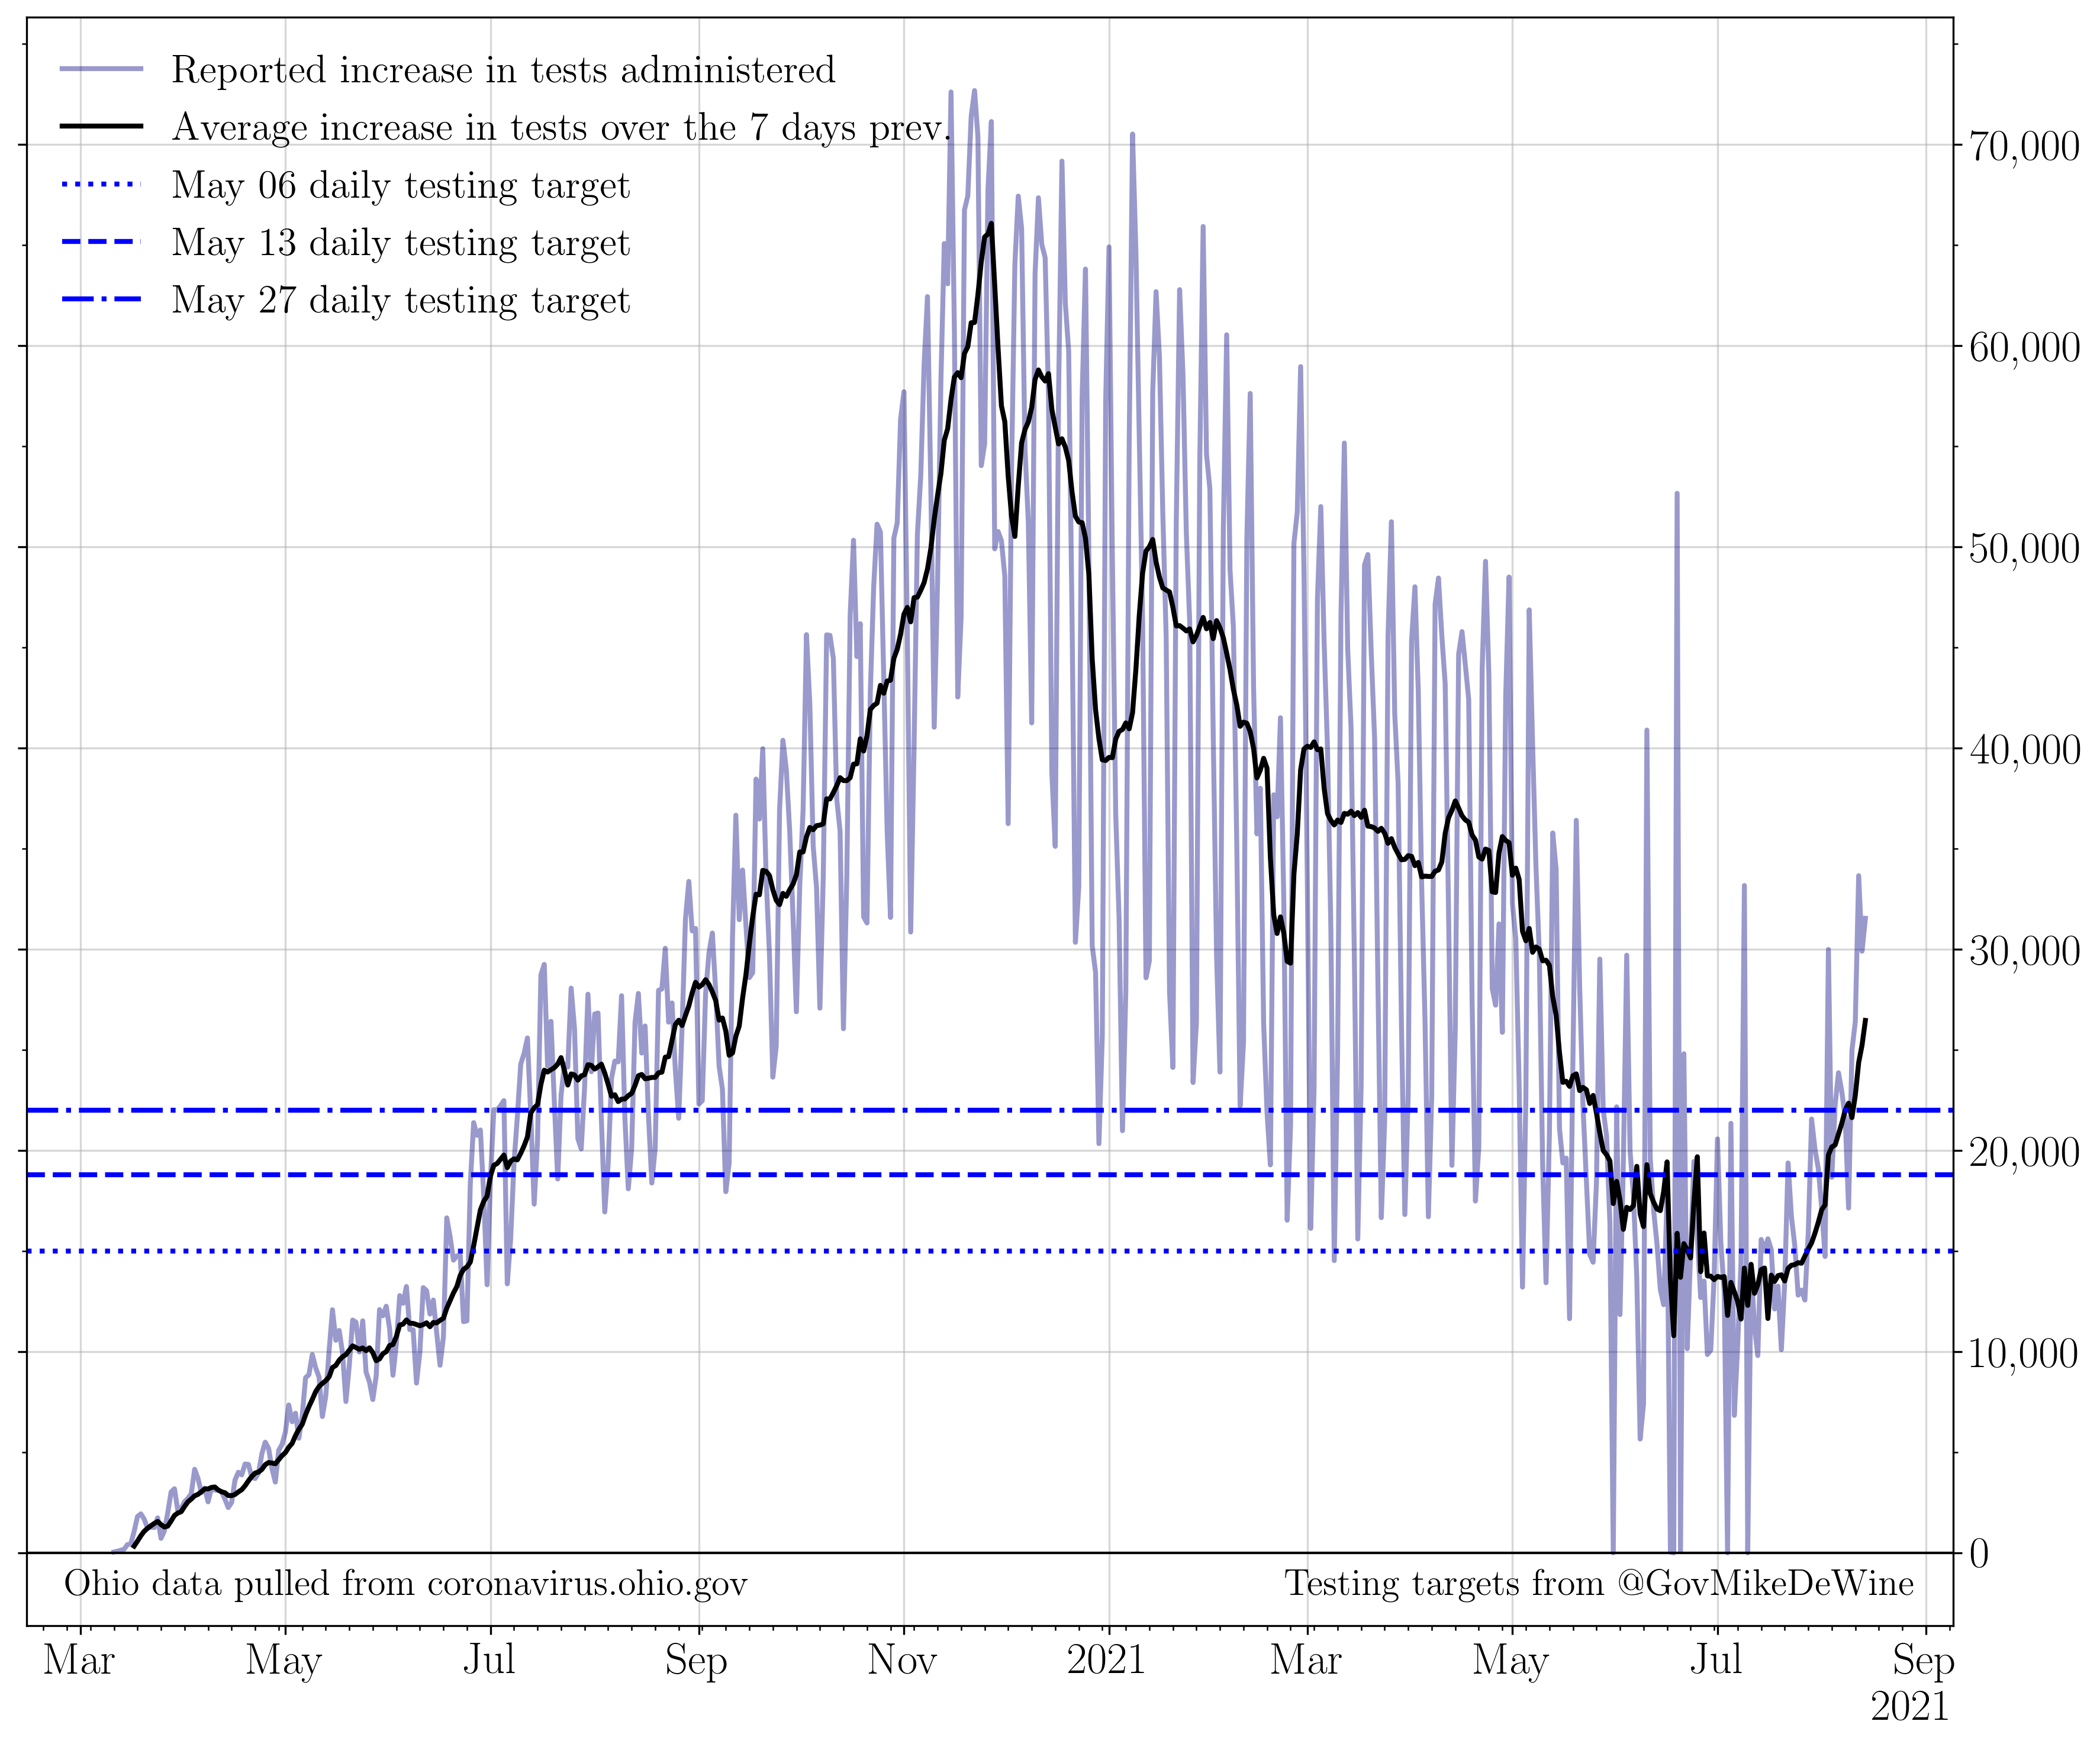 Reported increase in tests administered
Average increase in tests over the 7 days prev.
May 06 daily testing target
May 13 daily testing target
May 27 daily testing target
70,000
60,000
50,000
40,000
30,000
20,000
10,000
0
Ohio data pulled from coronavirus.ohio.gov
Testing targets from @GovMikeDeWine
Mar May Jul Sep Nov 2021 Mar May Jul Sep
2021